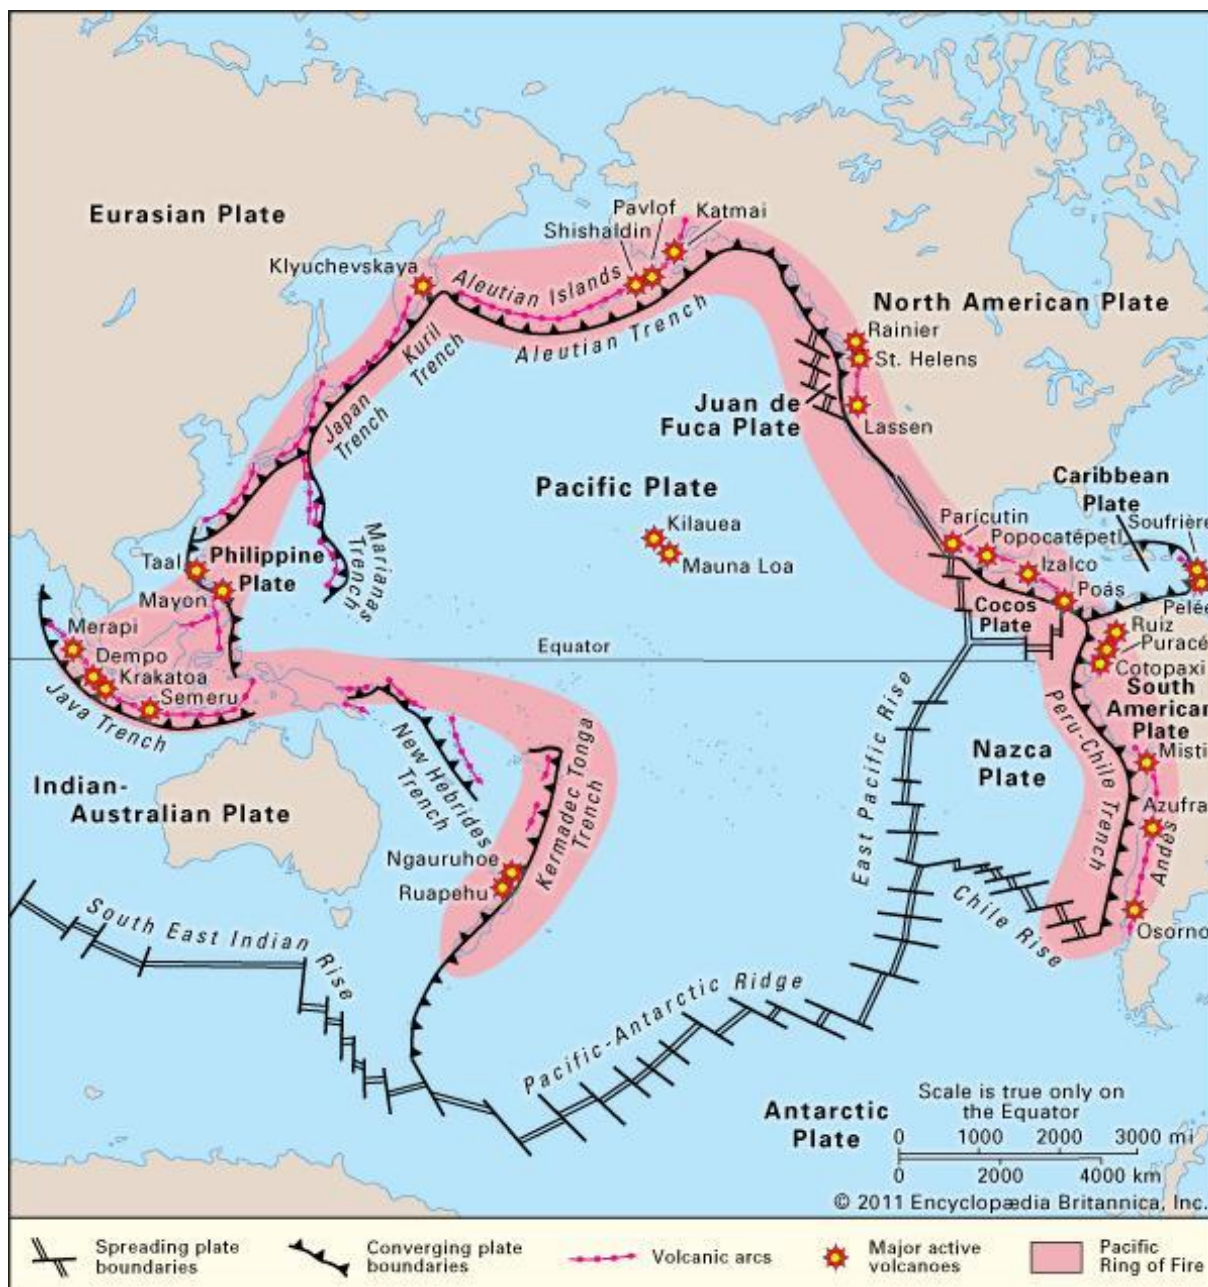 Eurasian Plate
Klyuchevskaya
Pavlof
Katmai
Shishaldin
Aleutian Islands
Aleutian Trench
Kuril
Trench
Japan
Trench
North American Plate
Rainier
St. Helens
Juan de
Fuca Plate
Lassen
Pacific Plate
Kilauea
Mauna Loa
Caribbean
Plate
Soufrière
Parícutin
Popocatépetl
Izalco
Poás
Pelée
Cocos
Plate
Ruiz
Puracé
Cotopaxi
South
American
Plate
Taal
Philippine
Plate
Mayon
Marianas
Trench
Merapi
Dempo
Krakatoa
Semeru
Java Trench
Equator
Indian-
Australian Plate
New Hebrides
Trench
Kermadec Tonga
Trench
Ngauruhoe
Ruapehu
East Pacific Rise
Nazca
Plate
Peru-Chile Trench
Misti
Azufra
Andes
Osorno
Chile Rise
South East Indian Rise
Pacific-Antarctic Ridge
Antarctic
Plate
Scale is true only on
the Equator
0 1000 2000 3000 mi
0 2000 4000 km
© 2011 Encyclopædia Britannica, Inc.
Spreading plate
boundaries
Converging plate
boundaries
Volcanic arcs
Major active
volcanoes
Pacific
Ring of Fire